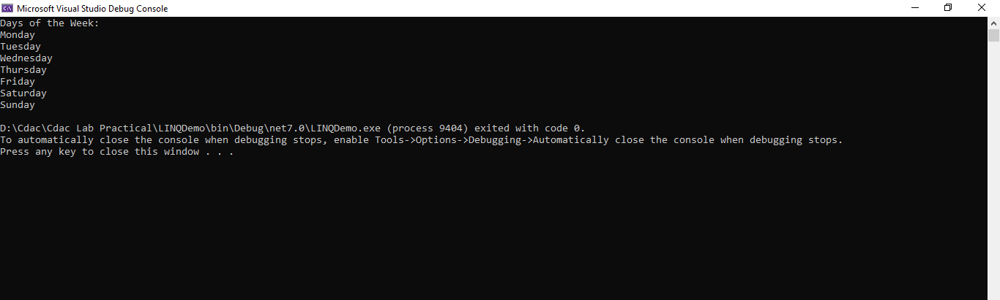 Microsoft Visual Studio Debug Console
Days of the Week:
Monday
Tuesday
Wednesday
Thursday
Friday
Saturday
Sunday
D:\Cdac\Cdac Lab Practical\LINQDemo\bin\Debug\net7.0\LINQDemo.exe (process 9404) exited with code 0.
To automatically close the console when debugging stops, enable Tools->Options->Debugging->Automatically close the console when debugging stops.
Press any key to close this window . . .